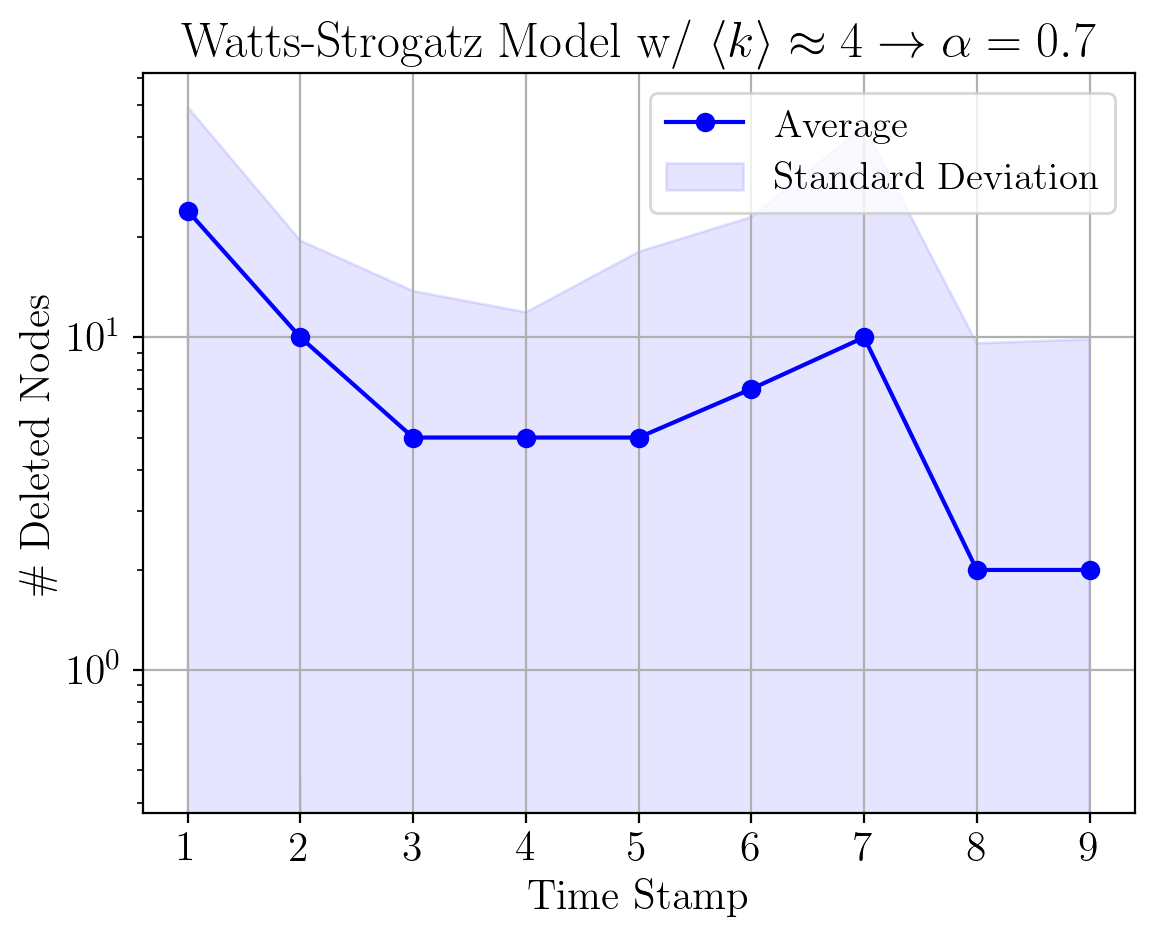 Watts-Strogatz Model w/ ⟨k⟩ ≈ 4 → α = 0.7
Average
Standard Deviation
# Deleted Nodes
10¹
10⁰
1 2 3 4 5 6 7 8 9
Time Stamp